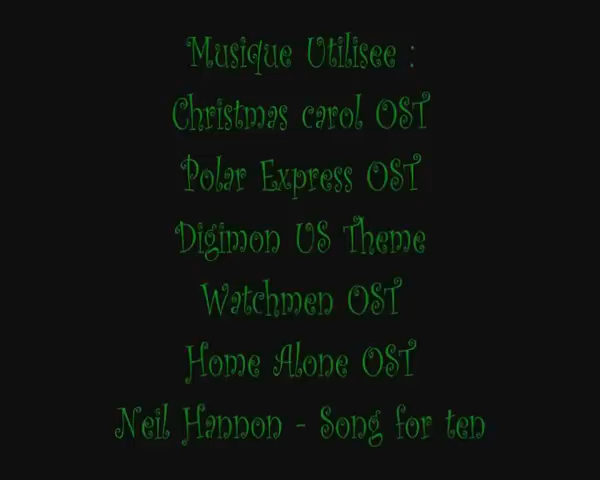 Musique Utilisee :
Christmas carol OST
Polar Express OST
Digimon US Theme
Watchmen OST
Home Alone OST
Neil Hannon - Song for ten